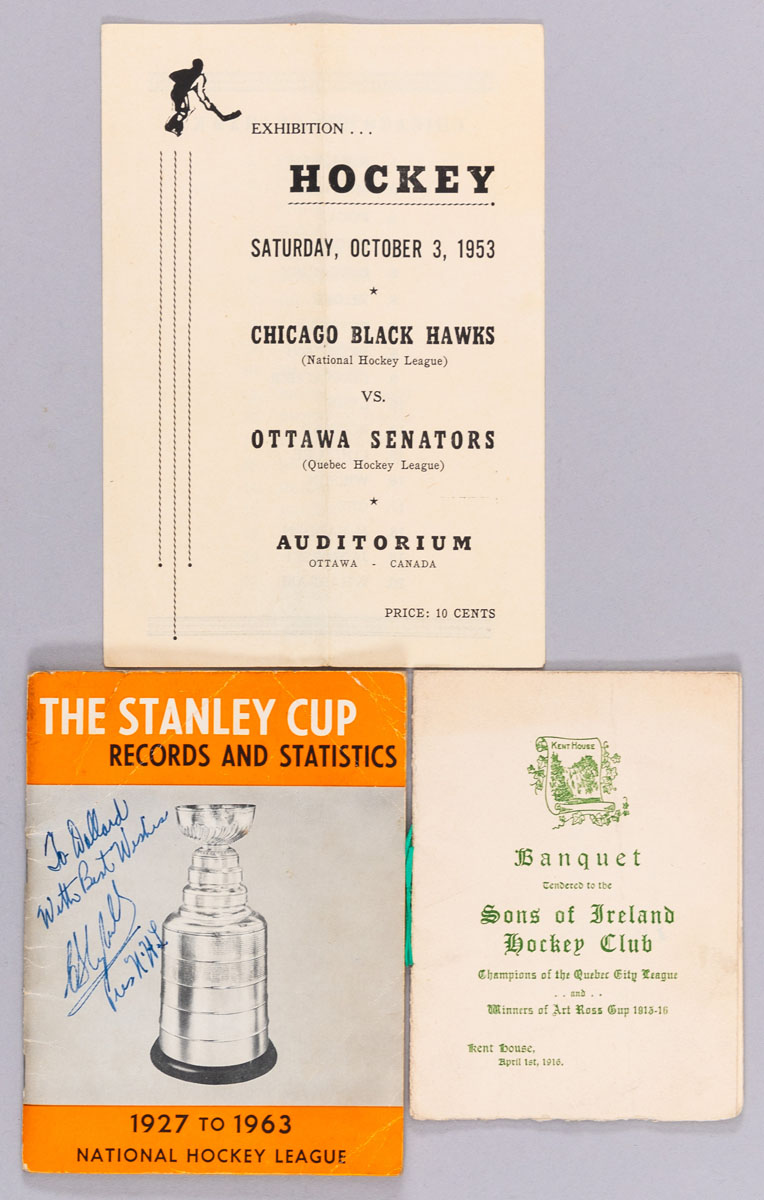 EXHIBITION . . .
HOCKEY
SATURDAY, OCTOBER 3, 1953
CHICAGO BLACK HAWKS
(National Hockey League)
VS.
OTTAWA SENATORS
(Quebec Hockey League)
AUDITORIUM
OTTAWA - CANADA
PRICE: 10 CENTS
THE STANLEY CUP
RECORDS AND STATISTICS
To Dollard
With Best Wishes
Pres N.H.L
1927 TO 1963
NATIONAL HOCKEY LEAGUE
KENT HOUSE
Banquet
Tendered to the
Sons of Ireland
Hockey Club
Champions of the Quebec City League
. . and . .
Winners of Art Ross Cup 1915-16
Kent House,
April 1st, 1916.